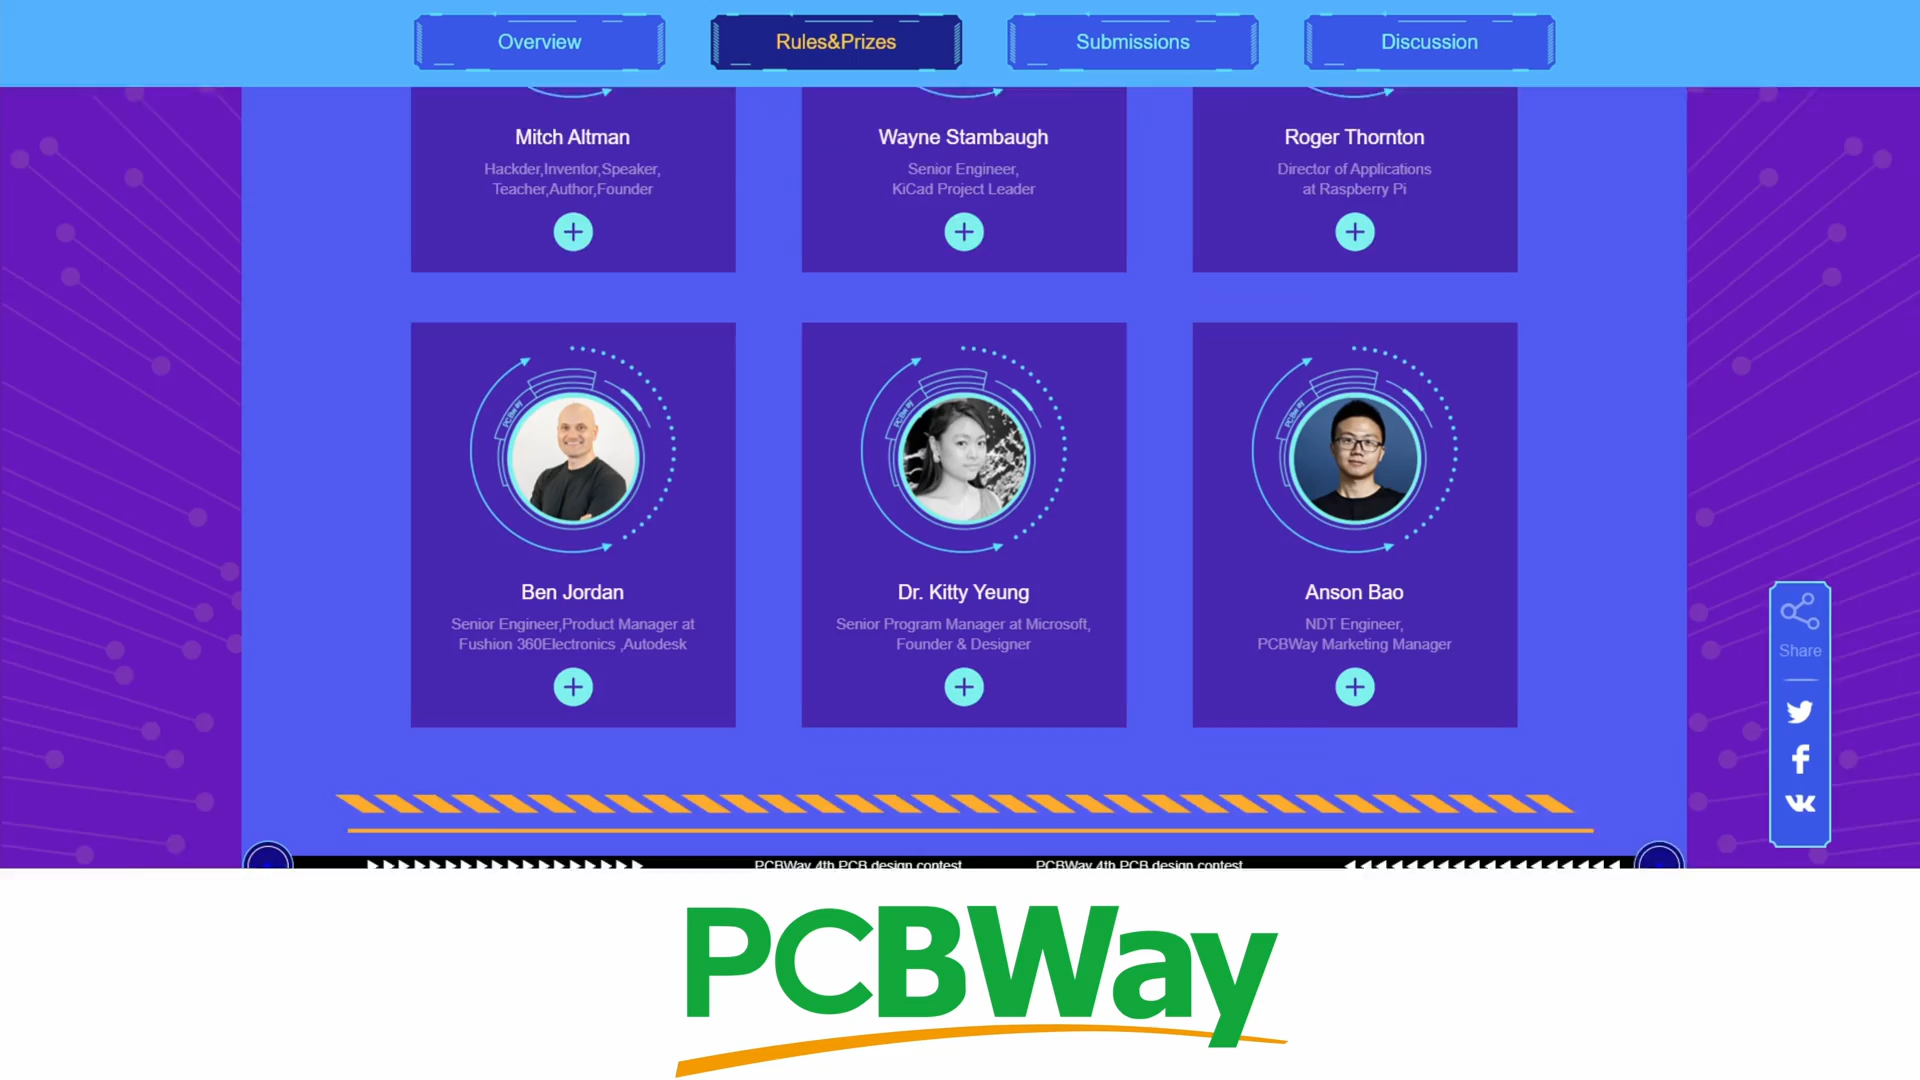 Overview
Rules&Prizes
Submissions
Discussion
Mitch Altman
Hackder,Inventor,Speaker,
Teacher,Author,Founder
Wayne Stambaugh
Senior Engineer,
KiCad Project Leader
Roger Thornton
Director of Applications
at Raspberry Pi
PCBWay
PCBWay
PCBWay
Ben Jordan
Senior Engineer,Product Manager at
Fushion 360Electronics ,Autodesk
Dr. Kitty Yeung
Senior Program Manager at Microsoft,
Founder & Designer
Anson Bao
NDT Engineer,
PCBWay Marketing Manager
Share
PCBWay 4th PCB design contest
PCBWay 4th PCB design contest
PCBWay